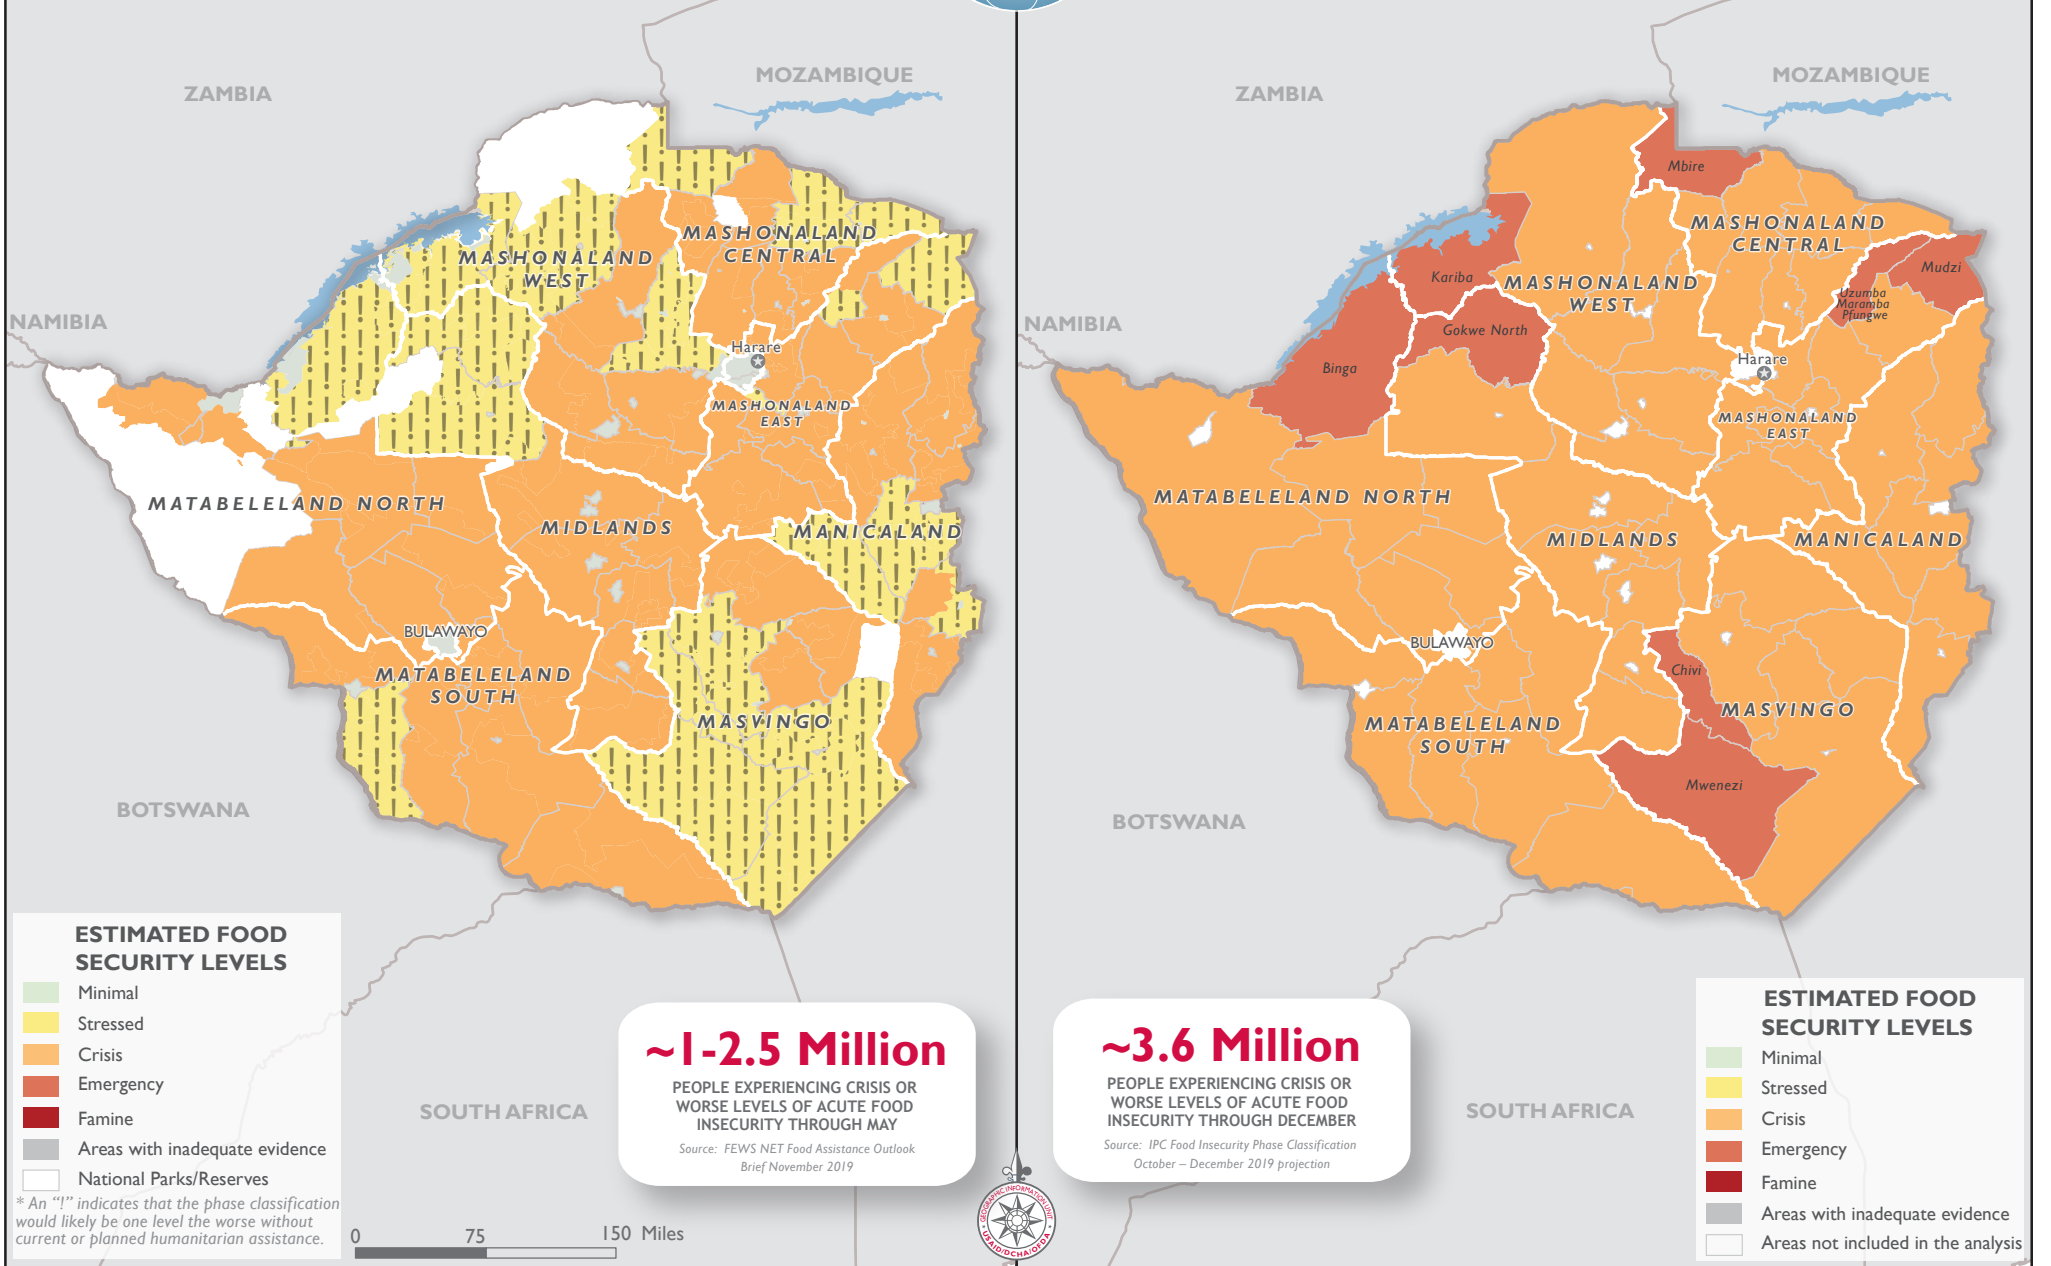 ZAMBIA
MOZAMBIQUE
NAMIBIA
MASHONALAND
CENTRAL
MASHONALAND
WEST
Harare
MASHONALAND
EAST
MATABELELAND NORTH
MIDLANDS
MANICALAND
BULAWAYO
MATABELELAND
SOUTH
MASVINGO
BOTSWANA
SOUTH AFRICA
ESTIMATED FOOD
SECURITY LEVELS
Minimal
Stressed
Crisis
Emergency
Famine
Areas with inadequate evidence
National Parks/Reserves
* An “!” indicates that the phase classification
would likely be one level the worse without
current or planned humanitarian assistance.
0 75 150 Miles
~1-2.5 Million
PEOPLE EXPERIENCING CRISIS OR
WORSE LEVELS OF ACUTE FOOD
INSECURITY THROUGH MAY
Source: FEWS NET Food Assistance Outlook
Brief November 2019
ZAMBIA
MOZAMBIQUE
NAMIBIA
Mbire
MASHONALAND
CENTRAL
Kariba
MASHONALAND
WEST
Mudzi
Uzumba
Maramba
Pfungwe
Gokwe North
Binga
Harare
MASHONALAND
EAST
MATABELELAND NORTH
MIDLANDS
MANICALAND
BULAWAYO
Chivi
MATABELELAND
SOUTH
MASVINGO
Mwenezi
BOTSWANA
SOUTH AFRICA
~3.6 Million
PEOPLE EXPERIENCING CRISIS OR
WORSE LEVELS OF ACUTE FOOD
INSECURITY THROUGH DECEMBER
Source: IPC Food Insecurity Phase Classification
October – December 2019 projection
ESTIMATED FOOD
SECURITY LEVELS
Minimal
Stressed
Crisis
Emergency
Famine
Areas with inadequate evidence
Areas not included in the analysis
GEOGRAPHIC INFORMATION UNIT
USAID/DCHA/OFDA